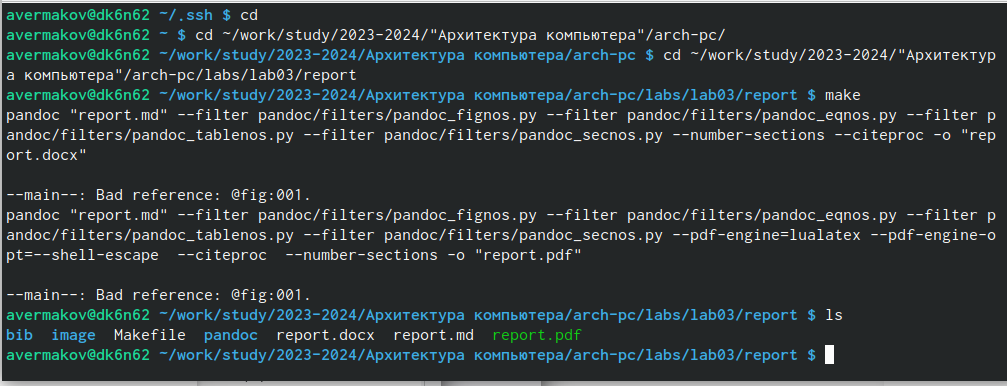 avermakov@dk6n62 ~/.ssh $ cd
avermakov@dk6n62 ~ $ cd ~/work/study/2023-2024/"Архитектура компьютера"/arch-pc/
avermakov@dk6n62 ~/work/study/2023-2024/Архитектура компьютера/arch-pc $ cd ~/work/study/2023-2024/"Архитектур
а компьютера"/arch-pc/labs/lab03/report
avermakov@dk6n62 ~/work/study/2023-2024/Архитектура компьютера/arch-pc/labs/lab03/report $ make
pandoc "report.md" --filter pandoc/filters/pandoc_fignos.py --filter pandoc/filters/pandoc_eqnos.py --filter p
andoc/filters/pandoc_tablenos.py --filter pandoc/filters/pandoc_secnos.py --number-sections --citeproc -o "rep
ort.docx"
--main--: Bad reference: @fig:001.
pandoc "report.md" --filter pandoc/filters/pandoc_fignos.py --filter pandoc/filters/pandoc_eqnos.py --filter p
andoc/filters/pandoc_tablenos.py --filter pandoc/filters/pandoc_secnos.py --pdf-engine=lualatex --pdf-engine-o
pt=--shell-escape  --citeproc  --number-sections -o "report.pdf"
--main--: Bad reference: @fig:001.
avermakov@dk6n62 ~/work/study/2023-2024/Архитектура компьютера/arch-pc/labs/lab03/report $ ls
bib  image  Makefile  pandoc  report.docx  report.md  report.pdf
avermakov@dk6n62 ~/work/study/2023-2024/Архитектура компьютера/arch-pc/labs/lab03/report $